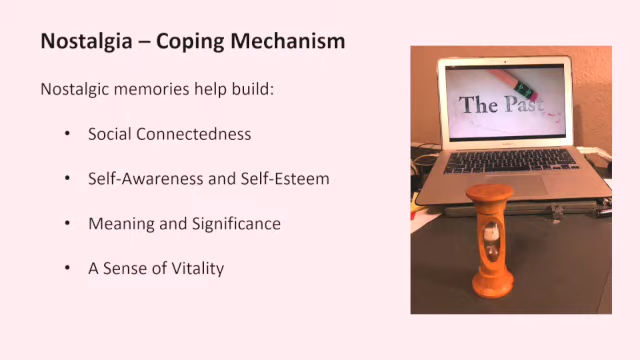 Nostalgia – Coping Mechanism
Nostalgic memories help build:
• Social Connectedness
• Self-Awareness and Self-Esteem
• Meaning and Significance
• A Sense of Vitality
The Past